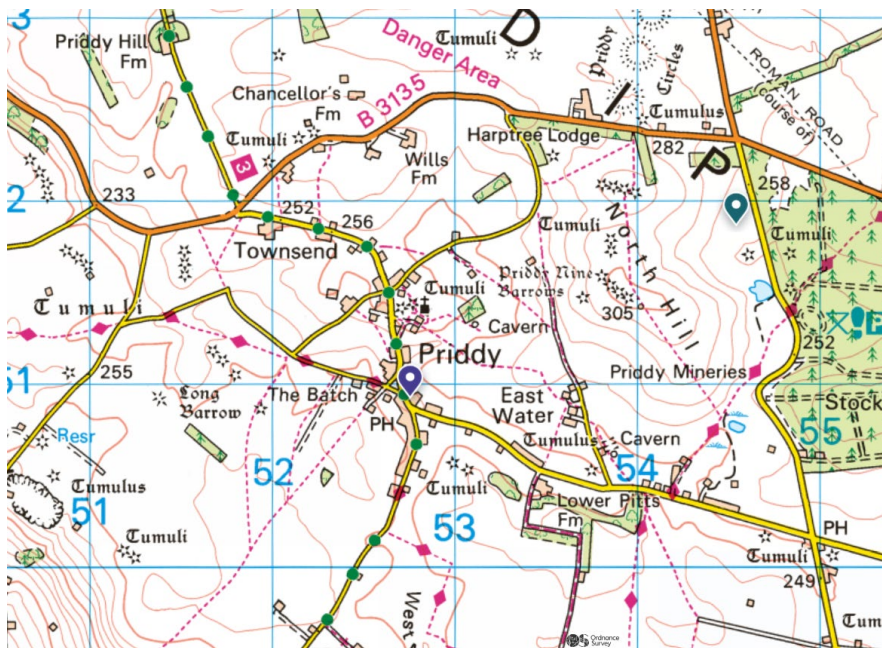 3
Priddy Hill
Fm
Tumuli
D
Danger Area
Priddy
Circles
I
ROMAN ROAD
(Course of)
Chancellor's
Fm
B 3135
Tumulus
Tumuli
Harptree Lodge
282
P
Wills
Fm
3
258
2
233
252
256
Tumuli
North Hill
Tumuli
Townsend
Priddy Nine
Barrows
Tumuli
Tumuli
305
Cavern
252
Priddy
51
255
Priddy Mineries
The Batch
East
Water
Long
Barrow
Stock
PH
55
Resr
Tumulus
Cavern
52
54
Tumulus
51
Tumuli
Lower Pitts
Fm
53
PH
Tumuli
Tumuli
249
West
Tum
Ordnance
Survey